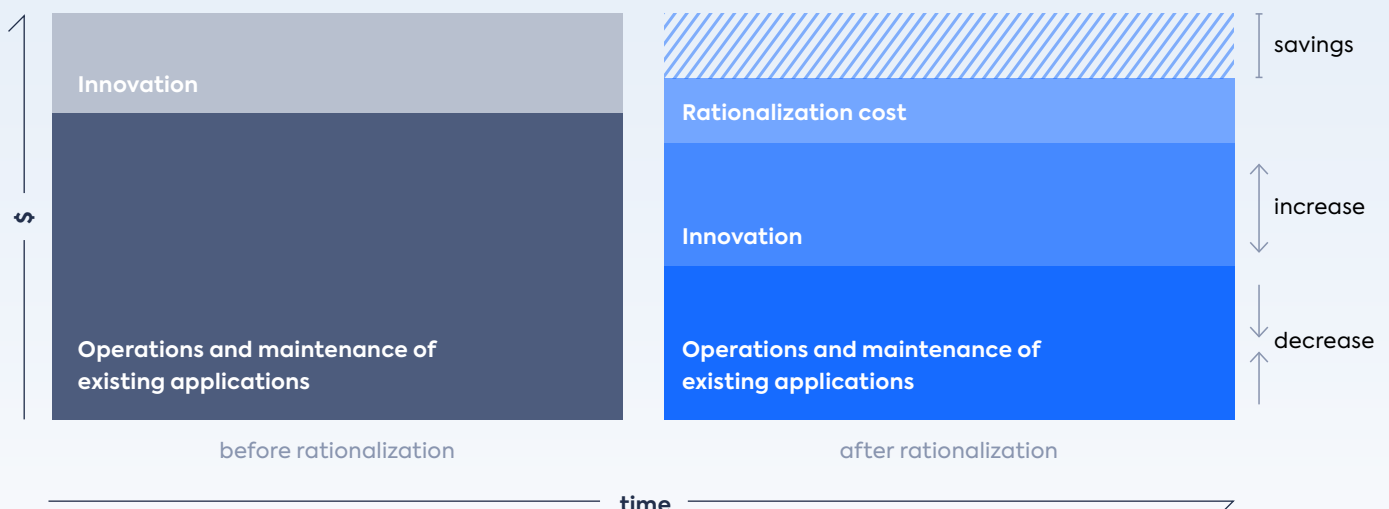 $
Innovation
Operations and maintenance of
existing applications
before rationalization
Rationalization cost
Innovation
Operations and maintenance of
existing applications
after rationalization
savings
increase
decrease
time